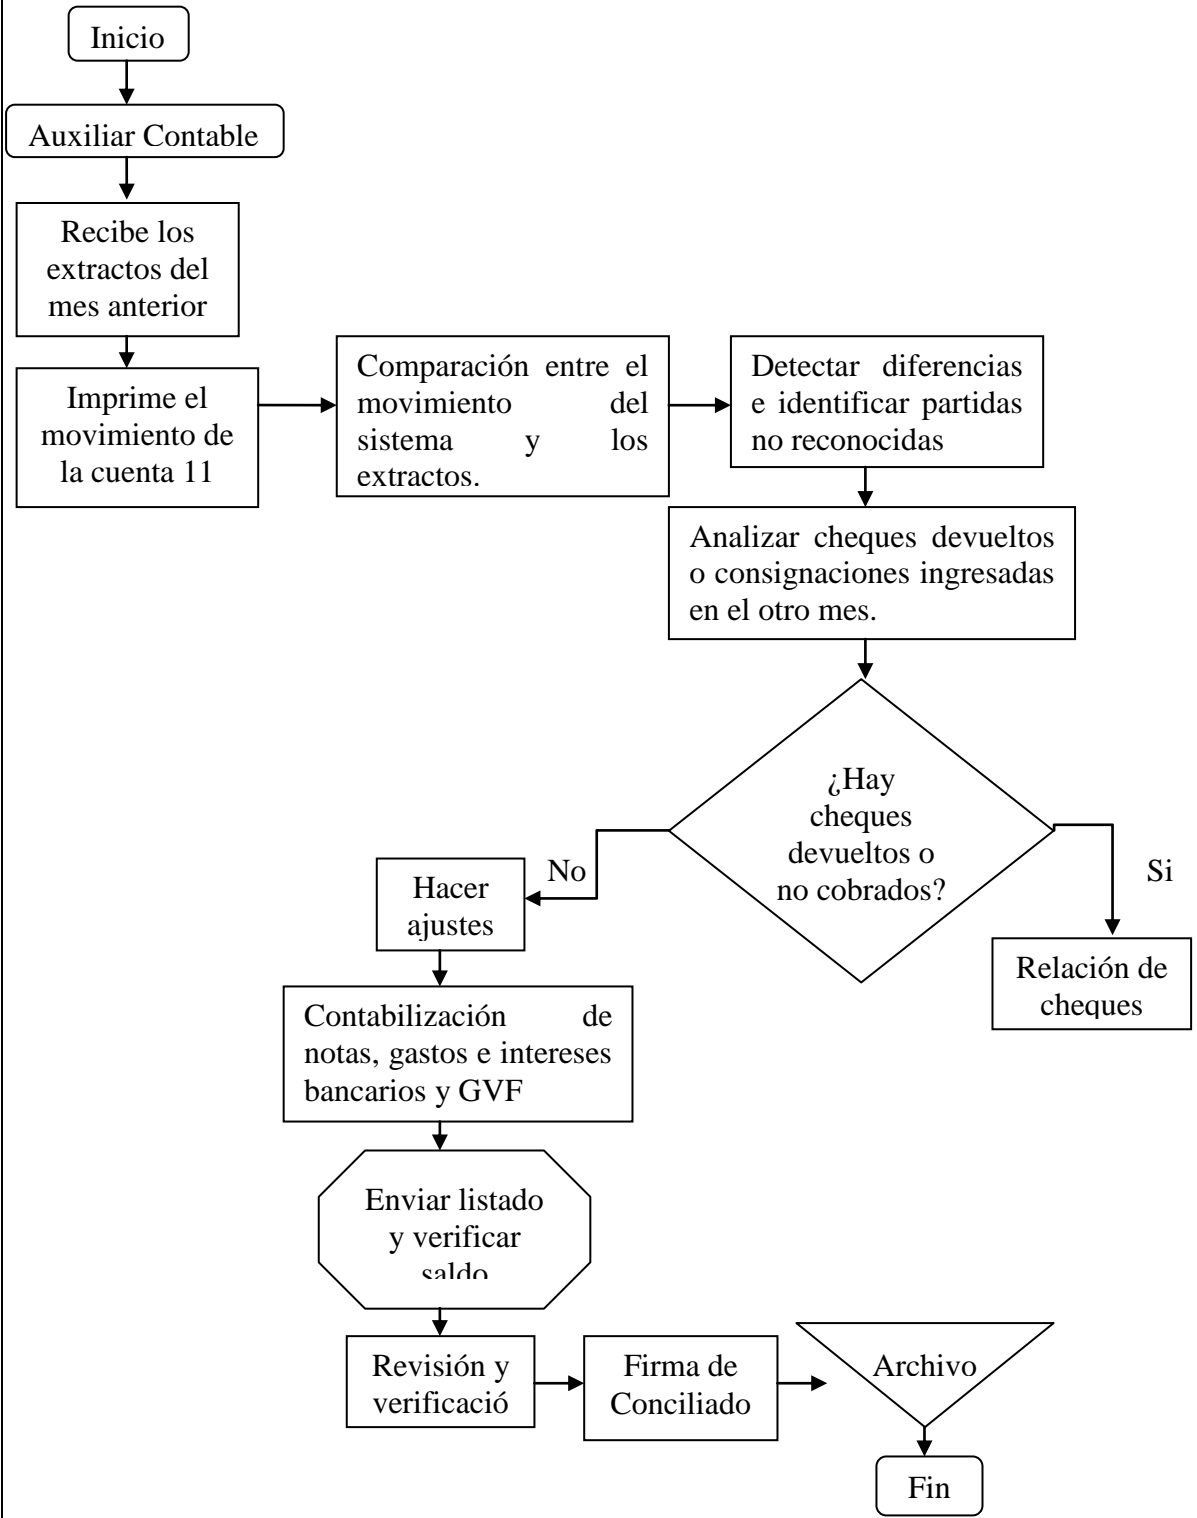 Inicio
Auxiliar Contable
Recibe los
extractos del
mes anterior
Imprime el
movimiento de
la cuenta 11
Comparación entre el
movimiento del
sistema y los
extractos.
Detectar diferencias
e identificar partidas
no reconocidas
Analizar cheques devueltos
o consignaciones ingresadas
en el otro mes.
¿Hay
cheques
devueltos o
no cobrados?
No
Si
Hacer
ajustes
Relación de
cheques
Contabilización de
notas, gastos e intereses
bancarios y GVF
Enviar listado
y verificar
saldo
Revisión y
verificació
Firma de
Conciliado
Archivo
Fin